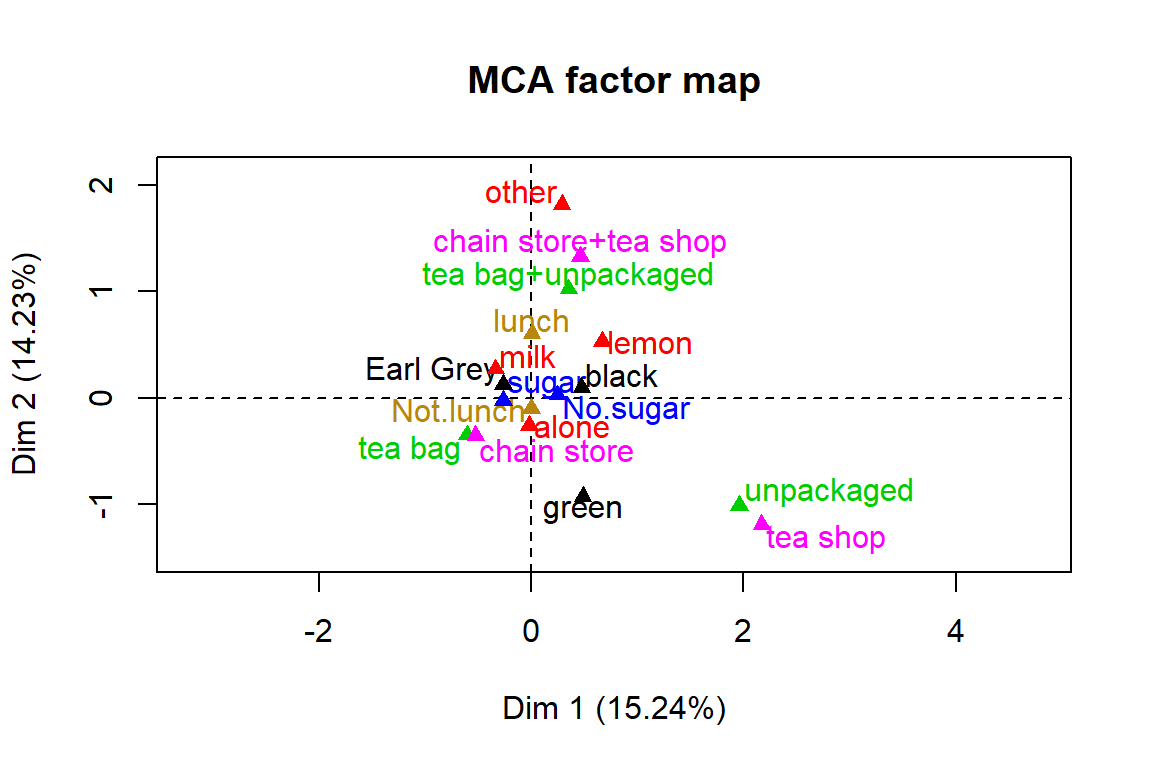 MCA factor map
Dim 2 (14.23%)
2
1
0
-1
other
chain store+tea shop
tea bag+unpackaged
lunch
lemon
milk
Earl Grey
black
sugar
Not.lunch
No.sugar
alone
tea bag
chain store
unpackaged
green
tea shop
-2
0
2
4
Dim 1 (15.24%)